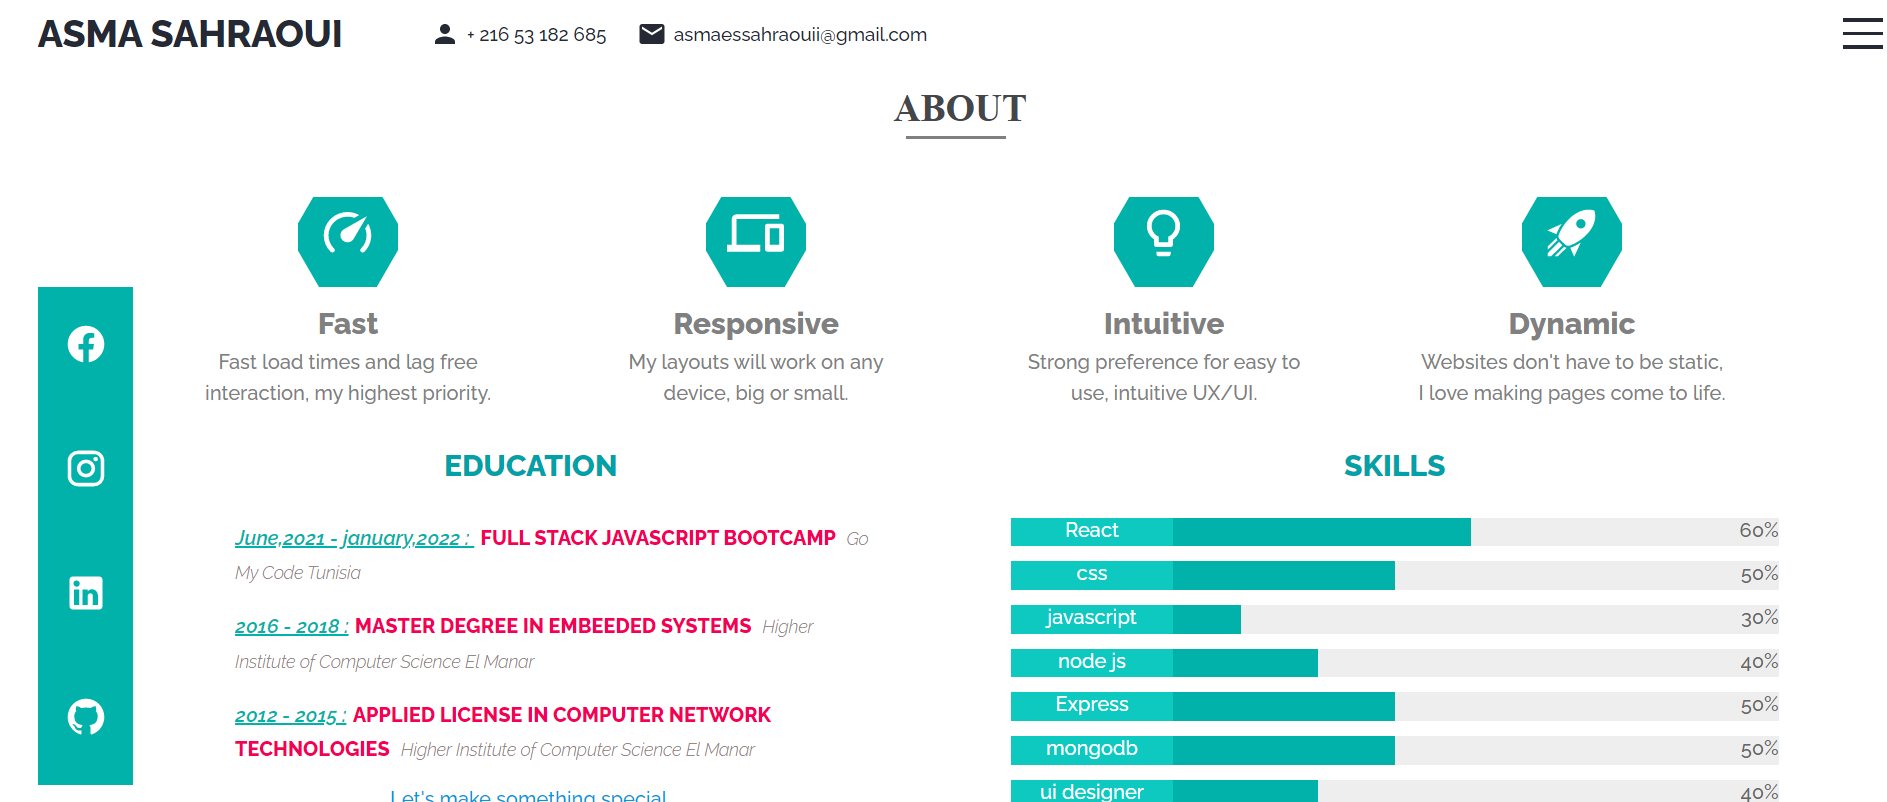 ASMA SAHRAOUI
+ 216 53 182 685
asmaessahraouii@gmail.com
ABOUT
Fast
Fast load times and lag free
interaction, my highest priority.
Responsive
My layouts will work on any
device, big or small.
Intuitive
Strong preference for easy to
use, intuitive UX/UI.
Dynamic
Websites don't have to be static,
I love making pages come to life.
EDUCATION
June,2021 - january,2022 : FULL STACK JAVASCRIPT BOOTCAMP Go
My Code Tunisia
2016 - 2018 : MASTER DEGREE IN EMBEEDED SYSTEMS Higher
Institute of Computer Science El Manar
2012 - 2015 : APPLIED LICENSE IN COMPUTER NETWORK
TECHNOLOGIES Higher Institute of Computer Science El Manar
Let's make something special
SKILLS
React 60%
css 50%
javascript 30%
node js 40%
Express 50%
mongodb 50%
ui designer 40%